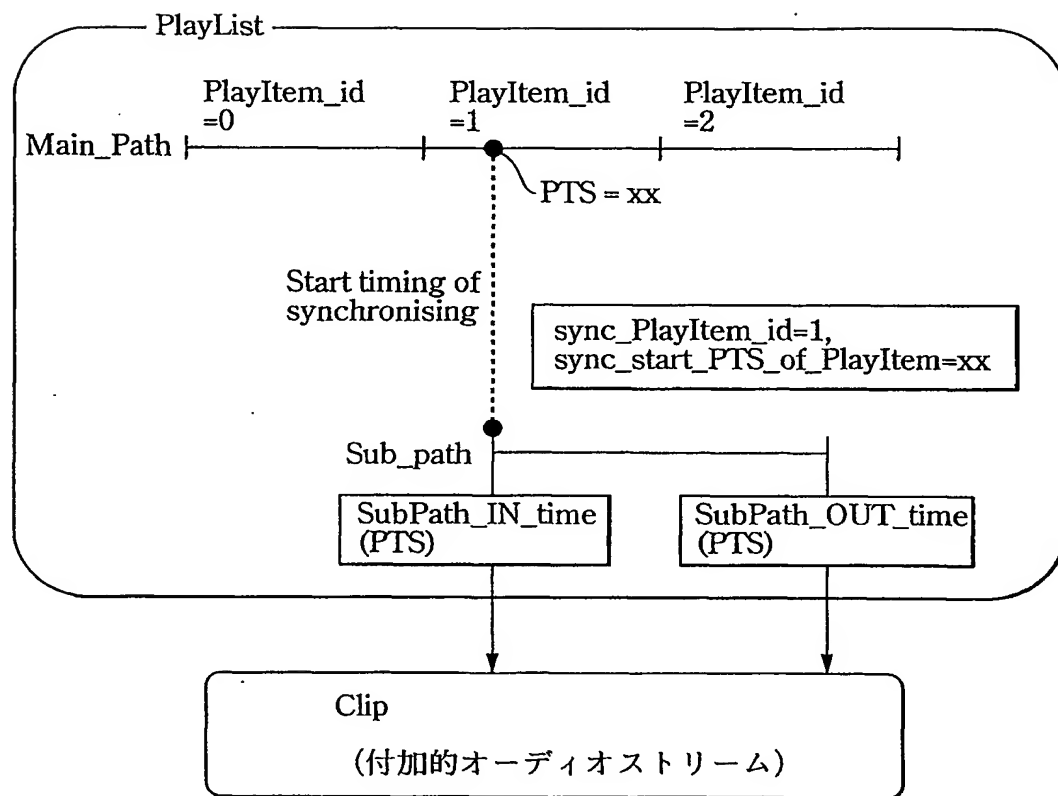 PlayList
PlayItem_id
=0
PlayItem_id
=1
PlayItem_id
=2
Main_Path
PTS = xx
Start timing of
synchronising
sync_PlayItem_id=1,
sync_start_PTS_of_PlayItem=xx
Sub_path
SubPath_IN_time
(PTS)
SubPath_OUT_time
(PTS)
Clip
(付加的オーディオストリーム)